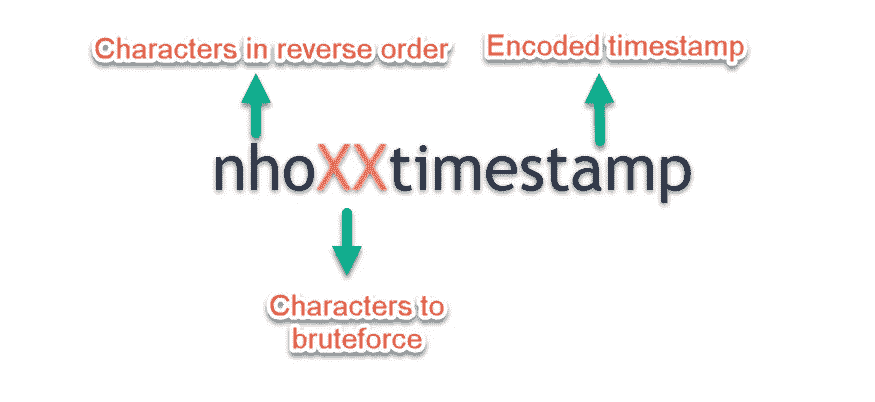 Characters in reverse order
Encoded timestamp
nhoXXtimestamp
Characters to
bruteforce